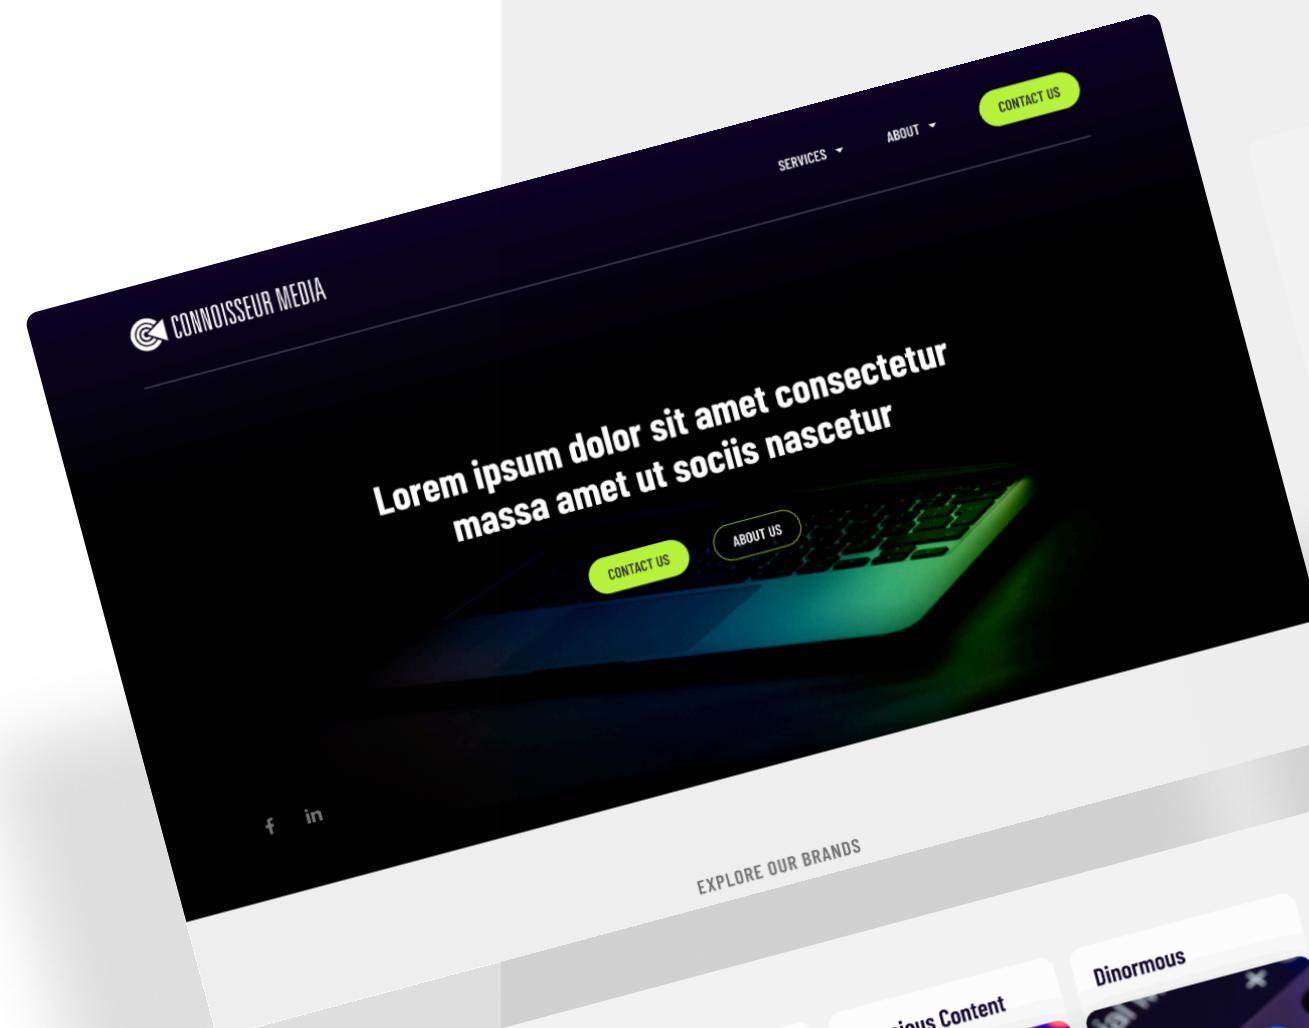 CONNOISSEUR MEDIA
SERVICES
ABOUT
CONTACT US
Lorem ipsum dolor sit amet consectetur
massa amet ut sociis nascetur
CONTACT US
ABOUT US
EXPLORE OUR BRANDS
Content
Dinormous